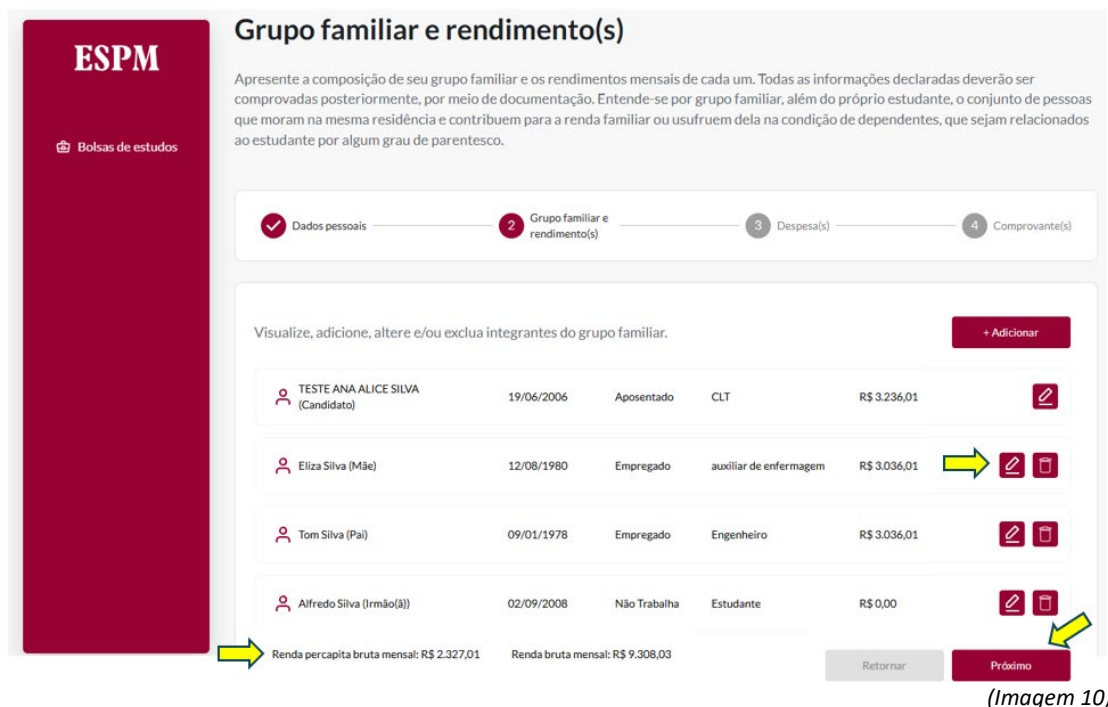 ESPM
Bolsas de estudos
Grupo familiar e rendimento(s)
Apresente a composição de seu grupo familiar e os rendimentos mensais de cada um. Todas as informações declaradas deverão ser
comprovadas posteriormente, por meio de documentação. Entende-se por grupo familiar, além do próprio estudante, o conjunto de pessoas
que moram na mesma residência e contribuem para a renda familiar ou usufruem dela na condição de dependentes, que sejam relacionados
ao estudante por algum grau de parentesco.
Dados pessoais
2 Grupo familiar e
rendimento(s)
3 Despesa(s)
4 Comprovante(s)
Visualize, adicione, altere e/ou exclua integrantes do grupo familiar.
+ Adicionar
TESTE ANA ALICE SILVA
(Candidato) 19/06/2006 Aposentado CLT R$ 3.236,01
Eliza Silva (Mãe) 12/08/1980 Empregado auxiliar de enfermagem R$ 3.036,01
Tom Silva (Pai) 09/01/1978 Empregado Engenheiro R$ 3.036,01
Alfredo Silva (Irmão(ã)) 02/09/2008 Não Trabalha Estudante R$ 0,00
Renda percapita bruta mensal: R$ 2.327,01 Renda bruta mensal: R$ 9.308,03
Retornar Próximo
(Imagem 10)